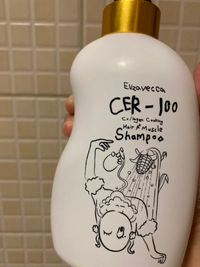 Elizavecca
CER-100
Collagen Coating
Hair A+ Muscle
Shampoo